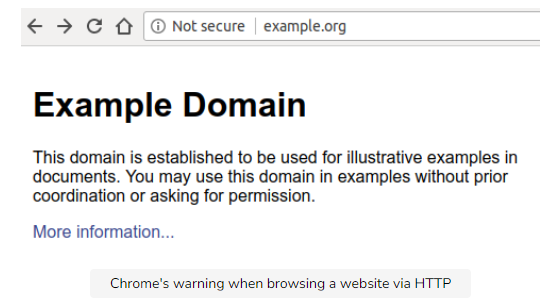 Not secure | example.org
Example Domain
This domain is established to be used for illustrative examples in
documents. You may use this domain in examples without prior
coordination or asking for permission.
More information...
Chrome's warning when browsing a website via HTTP